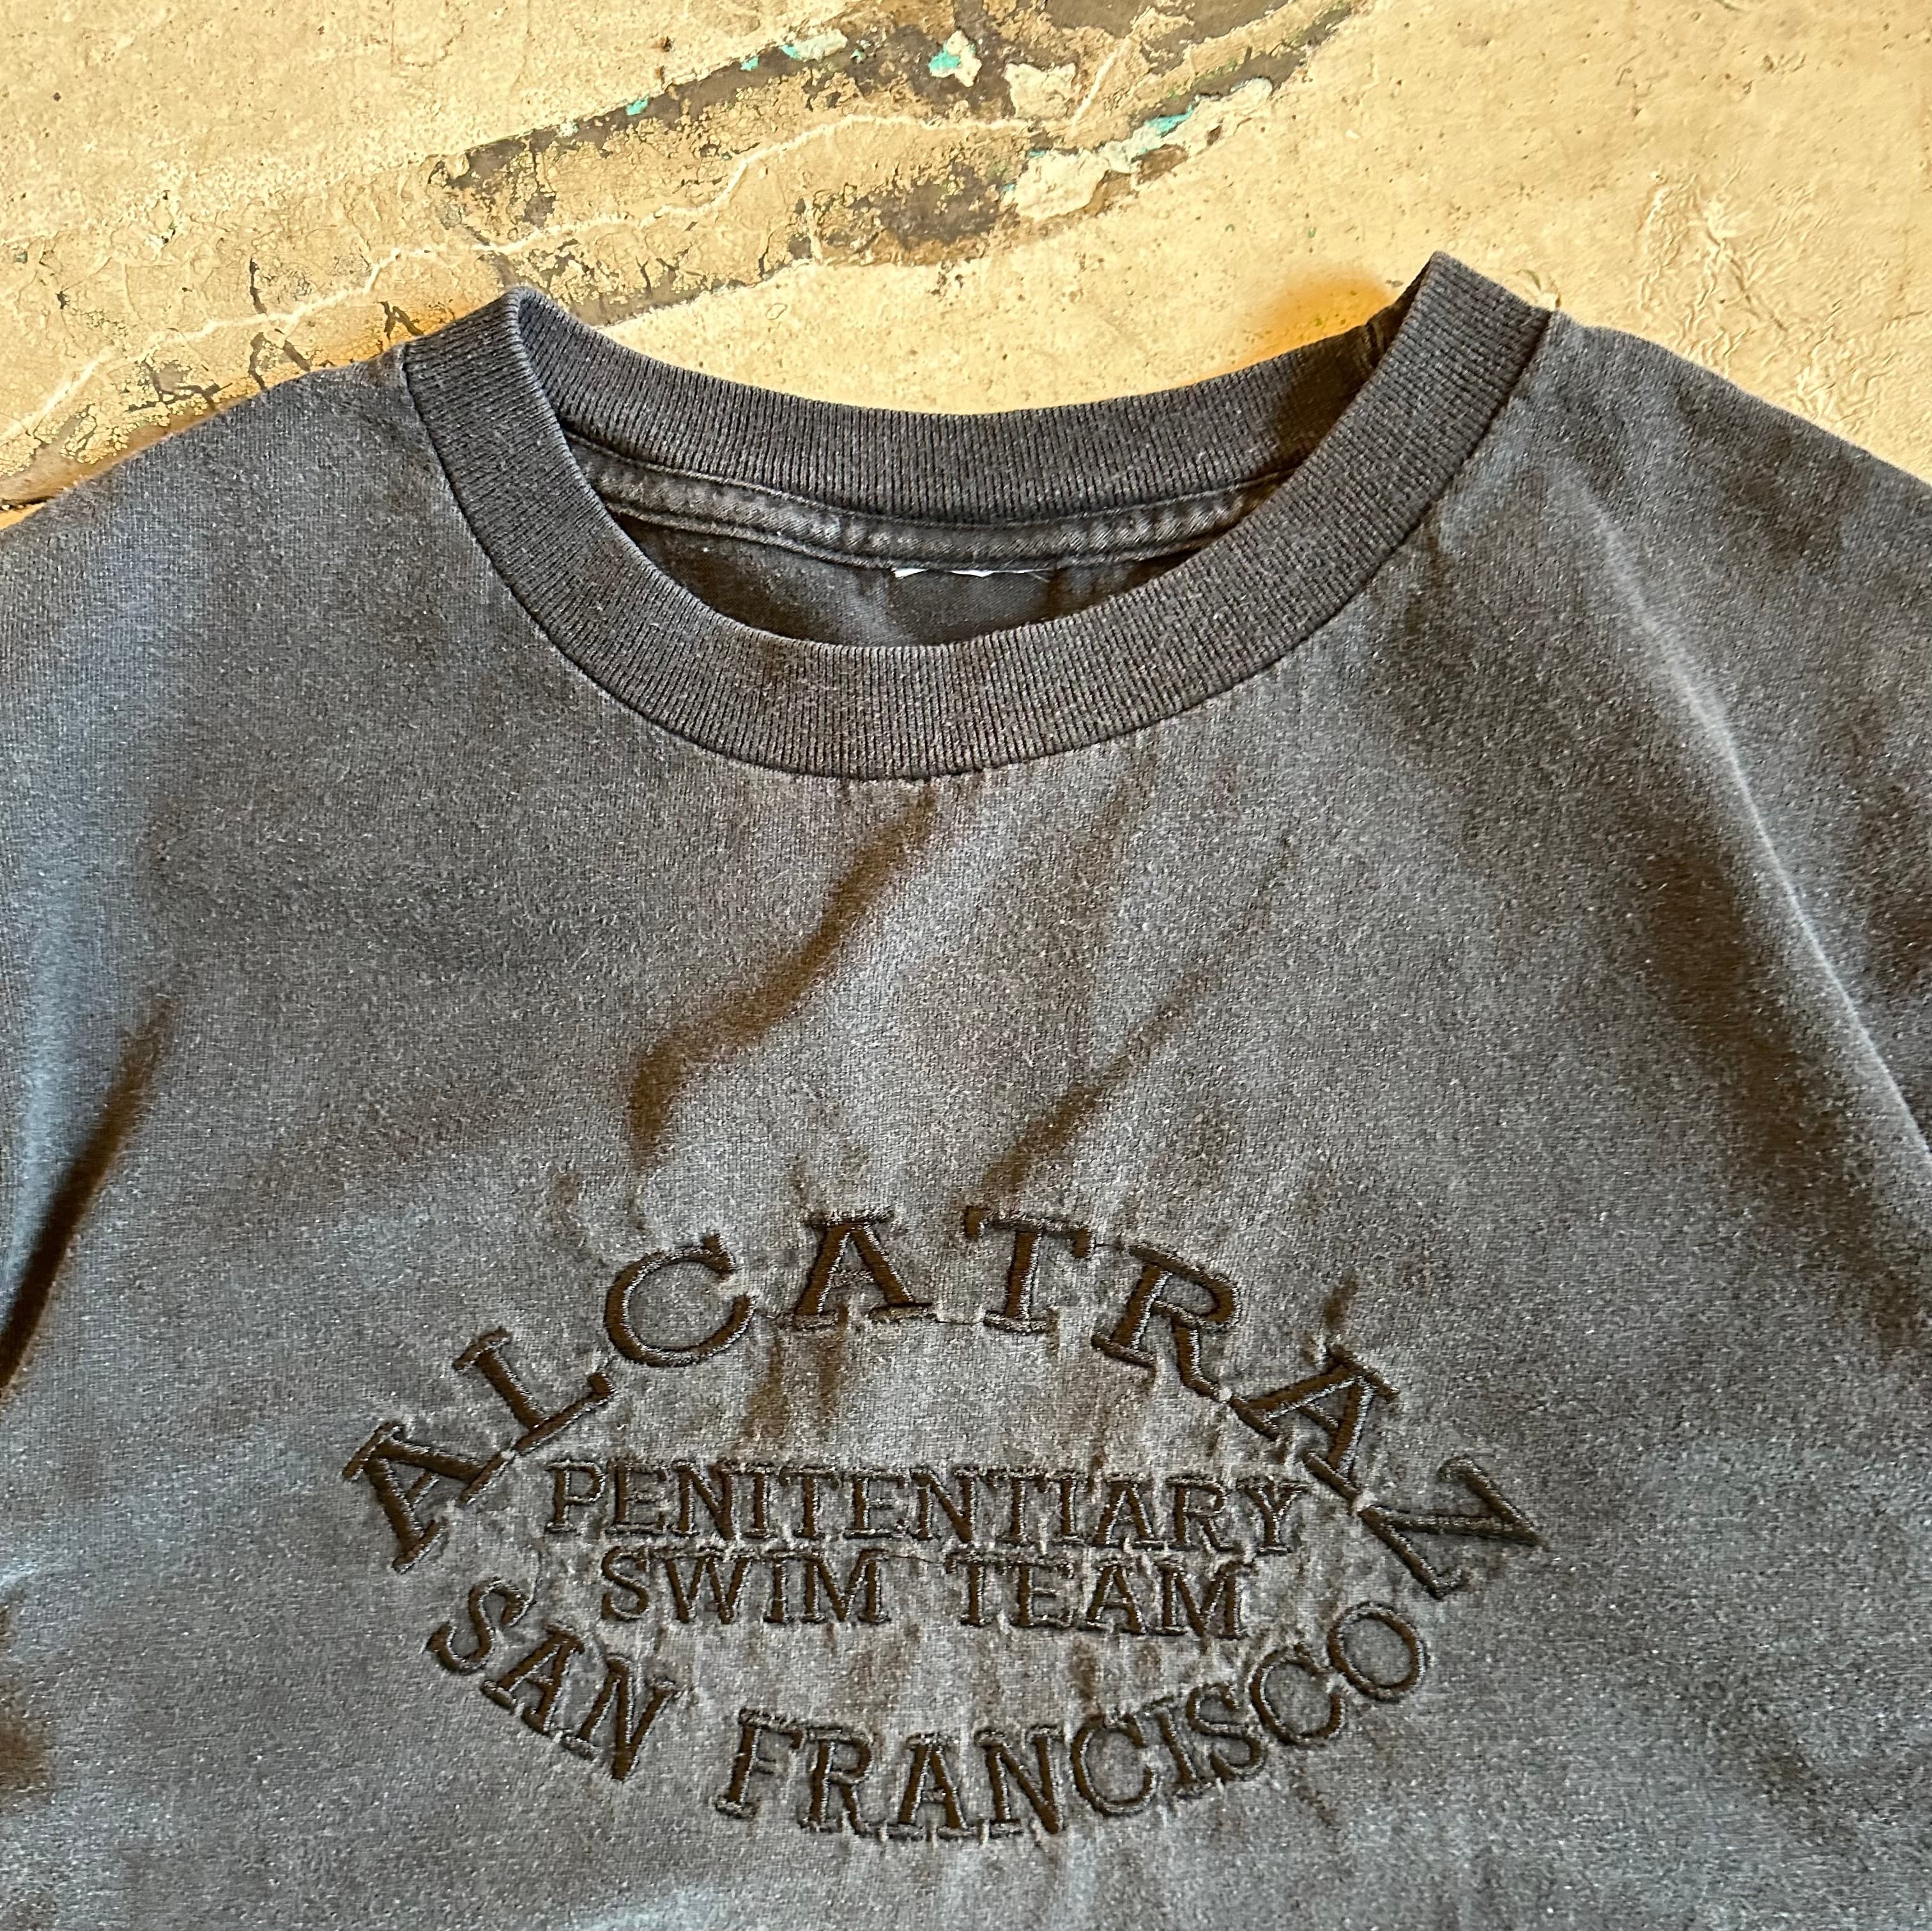 ALCATRAZ
PENITENTIARY
SWIM TEAM
SAN FRANCISCO